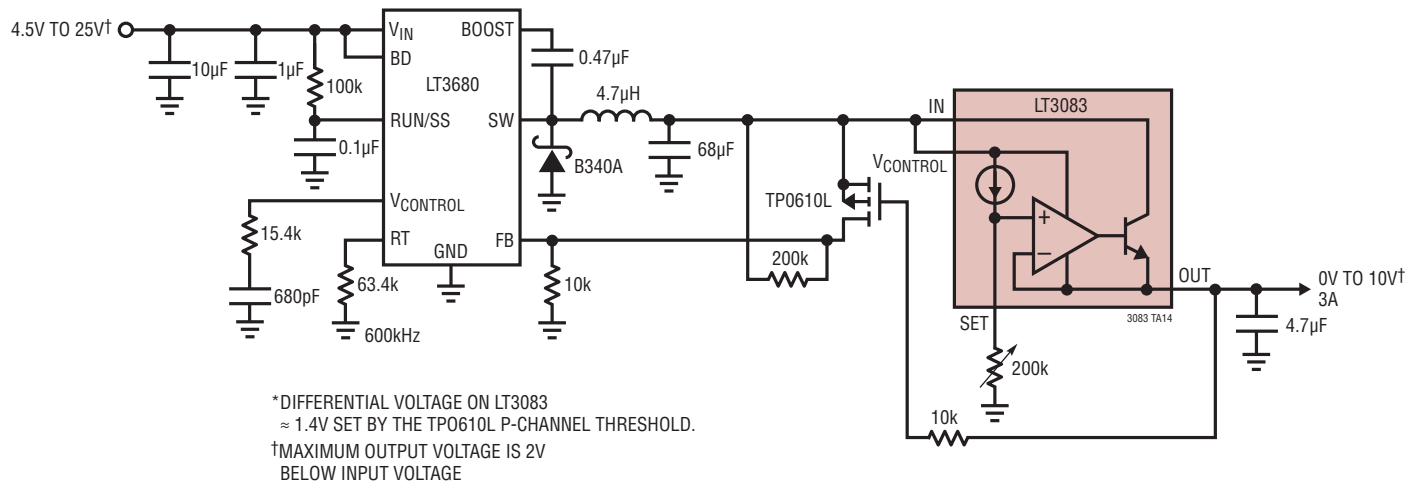 4.5V TO 25V†
VIN
BOOST
BD
10µF
1µF
100k
LT3680
0.47µF
RUN/SS
SW
4.7µH
0.1µF
B340A
68µF
IN
LT3083
VCONTROL
TP0610L
VCONTROL
15.4k
RT
GND
FB
63.4k
10k
200k
680pF
600kHz
+
–
OUT
0V TO 10V†
3A
SET
3083 TA14
4.7µF
200k
10k
*DIFFERENTIAL VOLTAGE ON LT3083
≈ 1.4V SET BY THE TPO610L P-CHANNEL THRESHOLD.
†MAXIMUM OUTPUT VOLTAGE IS 2V
BELOW INPUT VOLTAGE